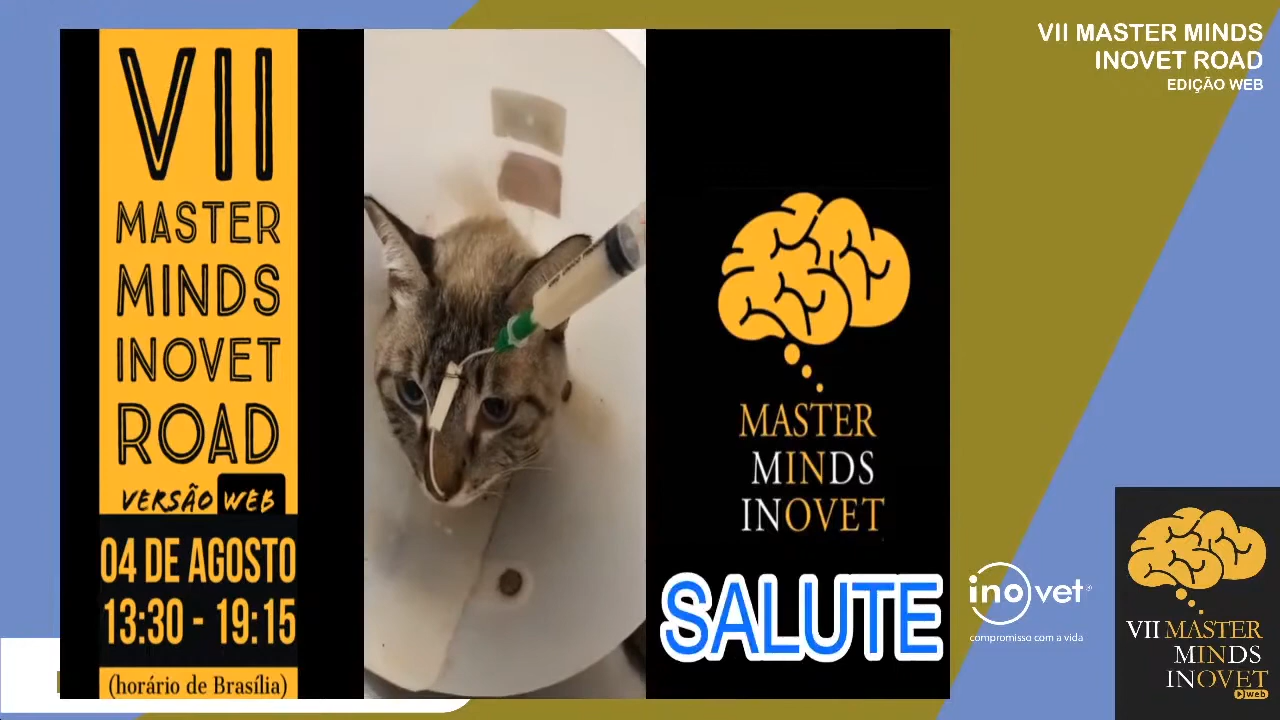 VII
MASTER
MINDS
INOVET
ROAD
VERSÃO WEB
04 DE AGOSTO
13:30 - 19:15
(horário de Brasília)
MASTER
MINDS
INOVET
SALUTE
VII MASTER MINDS
INOVET ROAD
EDIÇÃO WEB
inovet®
compromisso com a vida
VII MASTER
MINDS
INOVET
web